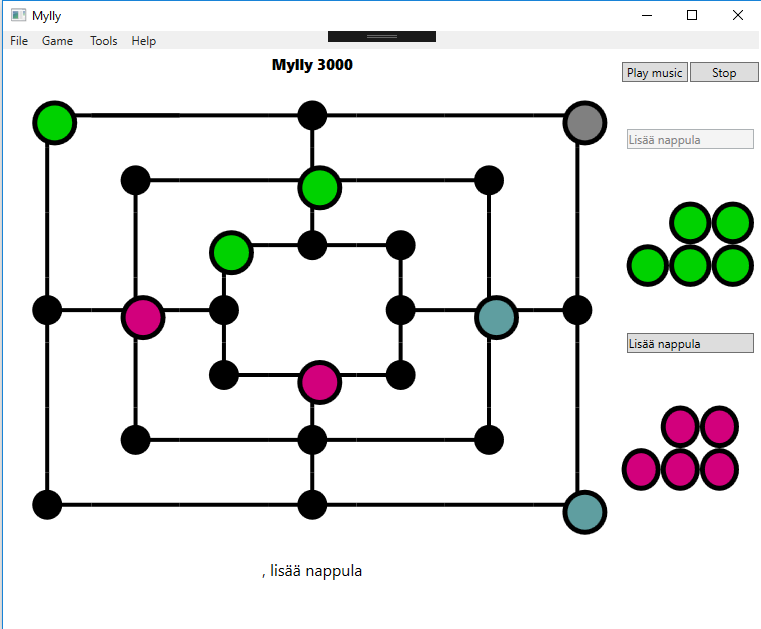 Mylly
File Game Tools Help
Mylly 3000
Play music Stop
Lisää nappula
Lisää nappula
, lisää nappula